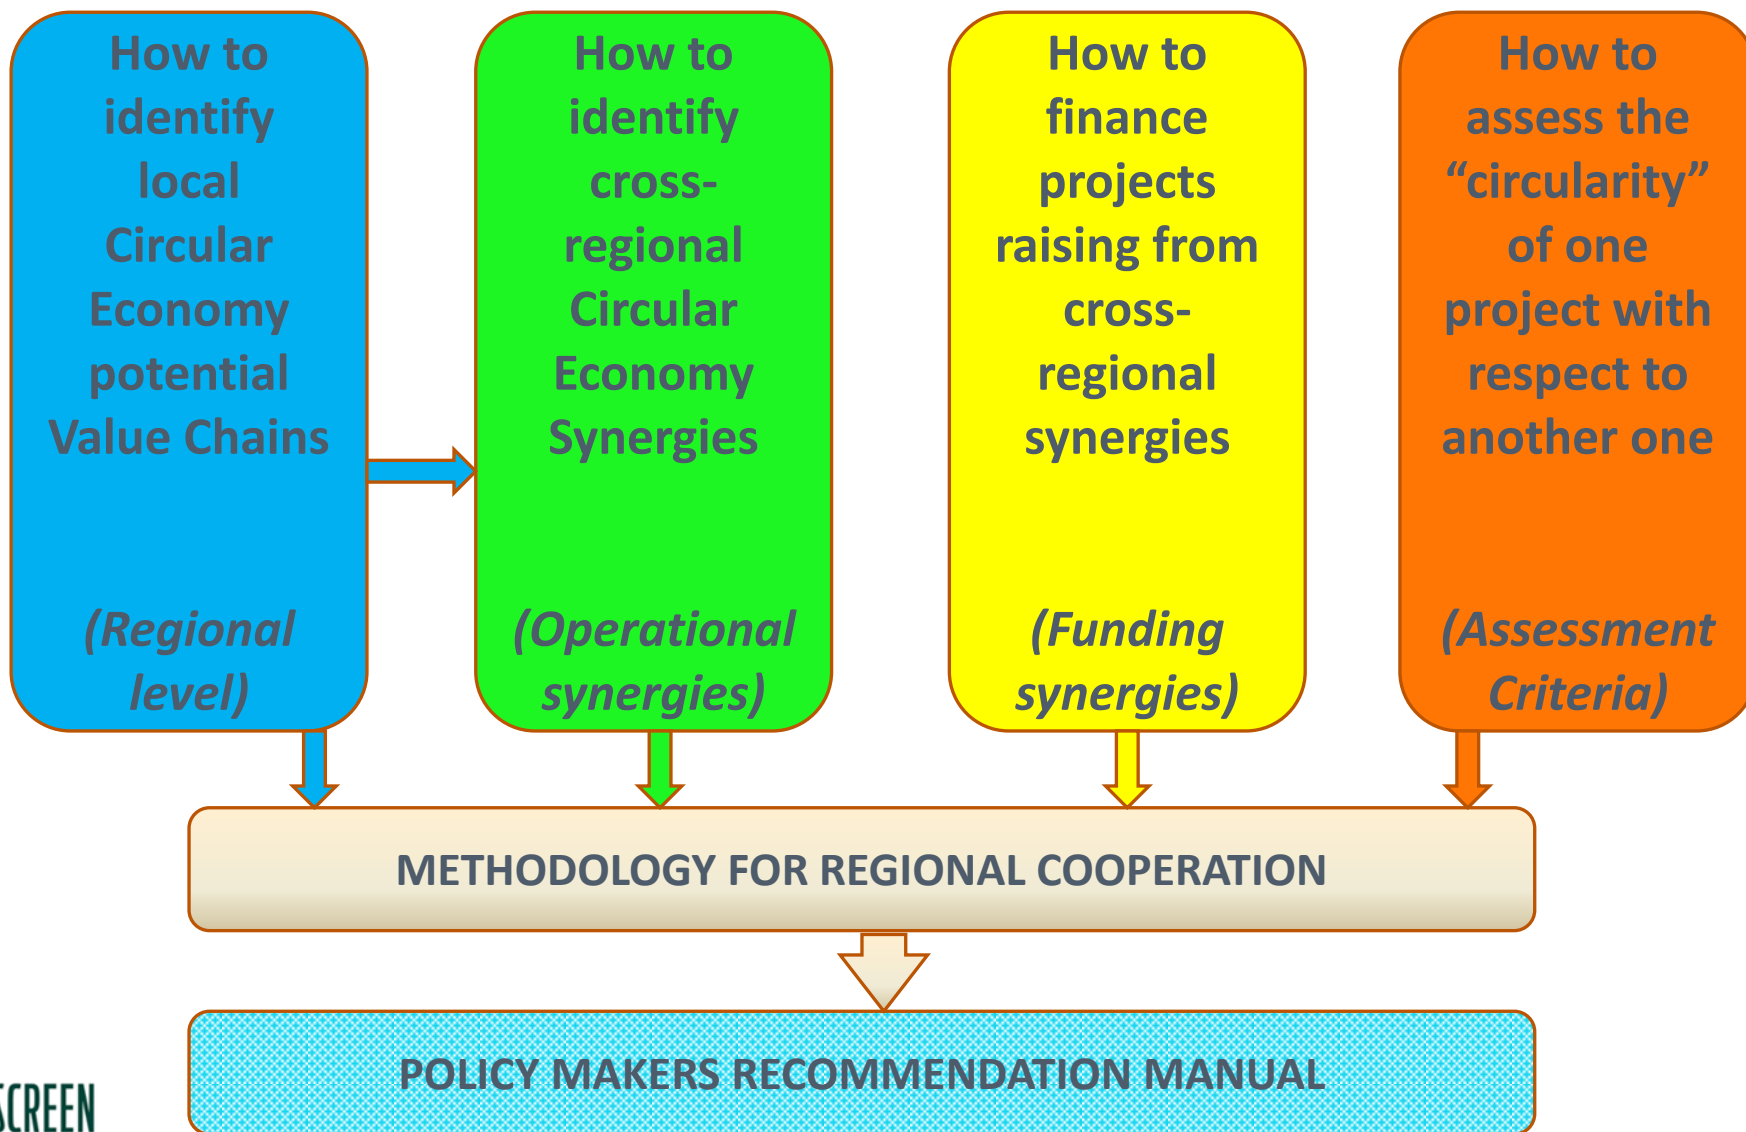 How to
identify
local
Circular
Economy
potential
Value Chains
(Regional
level)
How to
identify
cross-
regional
Circular
Economy
Synergies
(Operational
synergies)
How to
finance
projects
raising from
cross-
regional
synergies
(Funding
synergies)
How to
assess the
“circularity”
of one
project with
respect to
another one
(Assessment
Criteria)
METHODOLOGY FOR REGIONAL COOPERATION
POLICY MAKERS RECOMMENDATION MANUAL
SCREEN